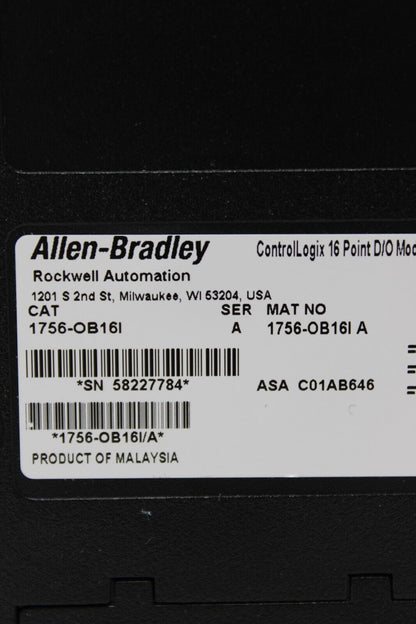 Allen-Bradley ControlLogix 16 Point D/O
Rockwell Automation
1201 S 2nd St, Milwaukee, WI 53204, USA
CAT SER MAT NO
1756-OB16I A 1756-OB16I A
*SN 58227784* ASA C01AB646
*1756-OB16I/A*
PRODUCT OF MALAYSIA